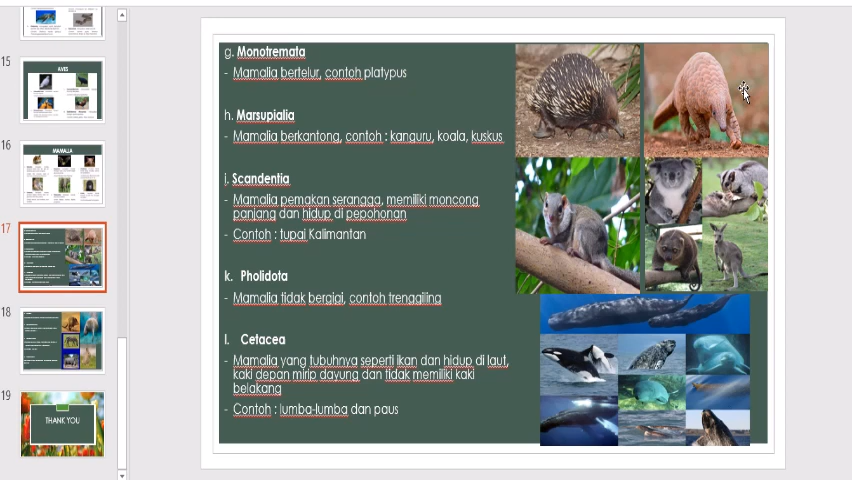 15
AVES
16
MAMALIA
17
18
19
THANK YOU
g. Monotremata
- Mamalia bertelur, contoh platypus
h. Marsupialia
- Mamalia berkantong, contoh : kanguru, koala, kuskus
j. Scandentia
- Mamalia pemakan serangga, memiliki moncong
panjang dan hidup di pepohonan
- Contoh : tupai Kalimantan
k. Pholidota
- Mamalia tidak bergigi, contoh trenggiling
l. Cetacea
- Mamalia yang tubuhnya seperti ikan dan hidup di laut,
kaki depan mirip dayung dan tidak memiliki kaki
belakang
- Contoh : lumba-lumba dan paus